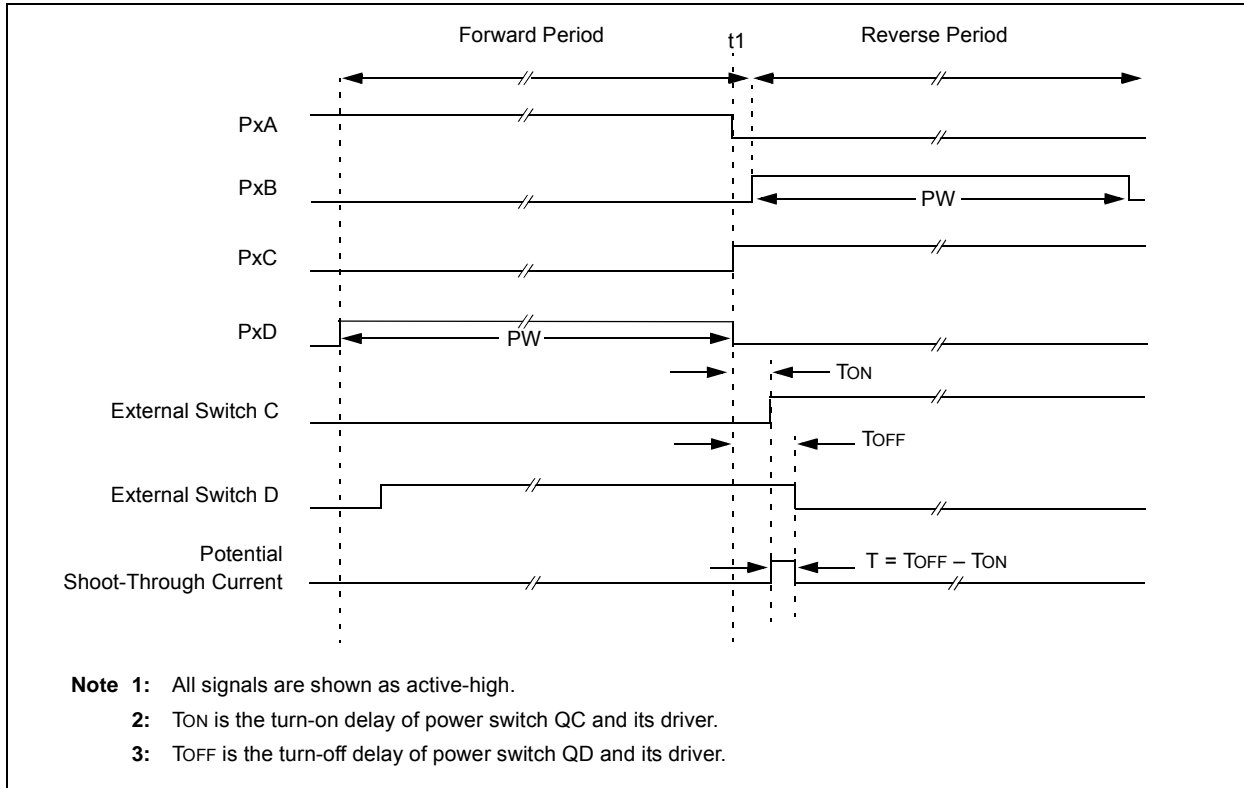 Forward Period
t1
Reverse Period
PxA
PxB
PW
PxC
PxD
PW
TON
External Switch C
TOFF
External Switch D
Potential
Shoot-Through Current
T = TOFF – TON
Note 1: All signals are shown as active-high.
2: TON is the turn-on delay of power switch QC and its driver.
3: TOFF is the turn-off delay of power switch QD and its driver.